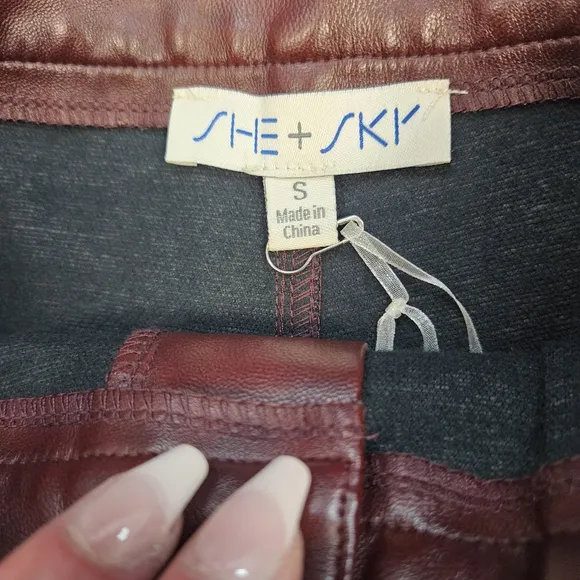 SHE + SKY
S
Made in
China